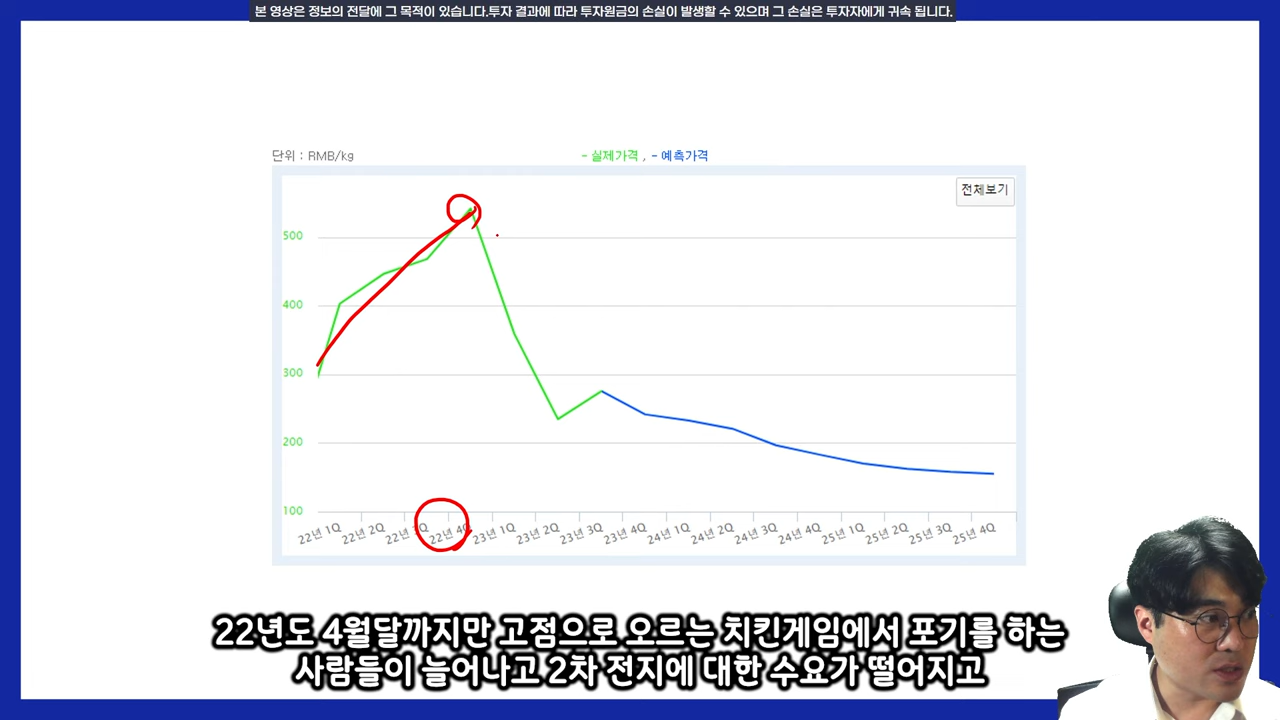 본 영상은 정보의 전달에 그 목적이 있습니다.투자 결과에 따라 투자원금의 손실이 발생할 수 있으며 그 손실은 투자자에게 귀속 됩니다.
단위 : RMB/kg
- 실제가격 , - 예측가격
전체보기
500
400
300
200
100
22년 1Q 22년 2Q 22년 3Q 22년 4Q 23년 1Q 23년 2Q 23년 3Q 23년 4Q 24년 1Q 24년 2Q 24년 3Q 24년 4Q 25년 1Q 25년 2Q 25년 3Q 25년 4Q
22년도 4월달까지만 고점으로 오르는 치킨게임에서 포기를 하는
사람들이 늘어나고 2차 전지에 대한 수요가 떨어지고